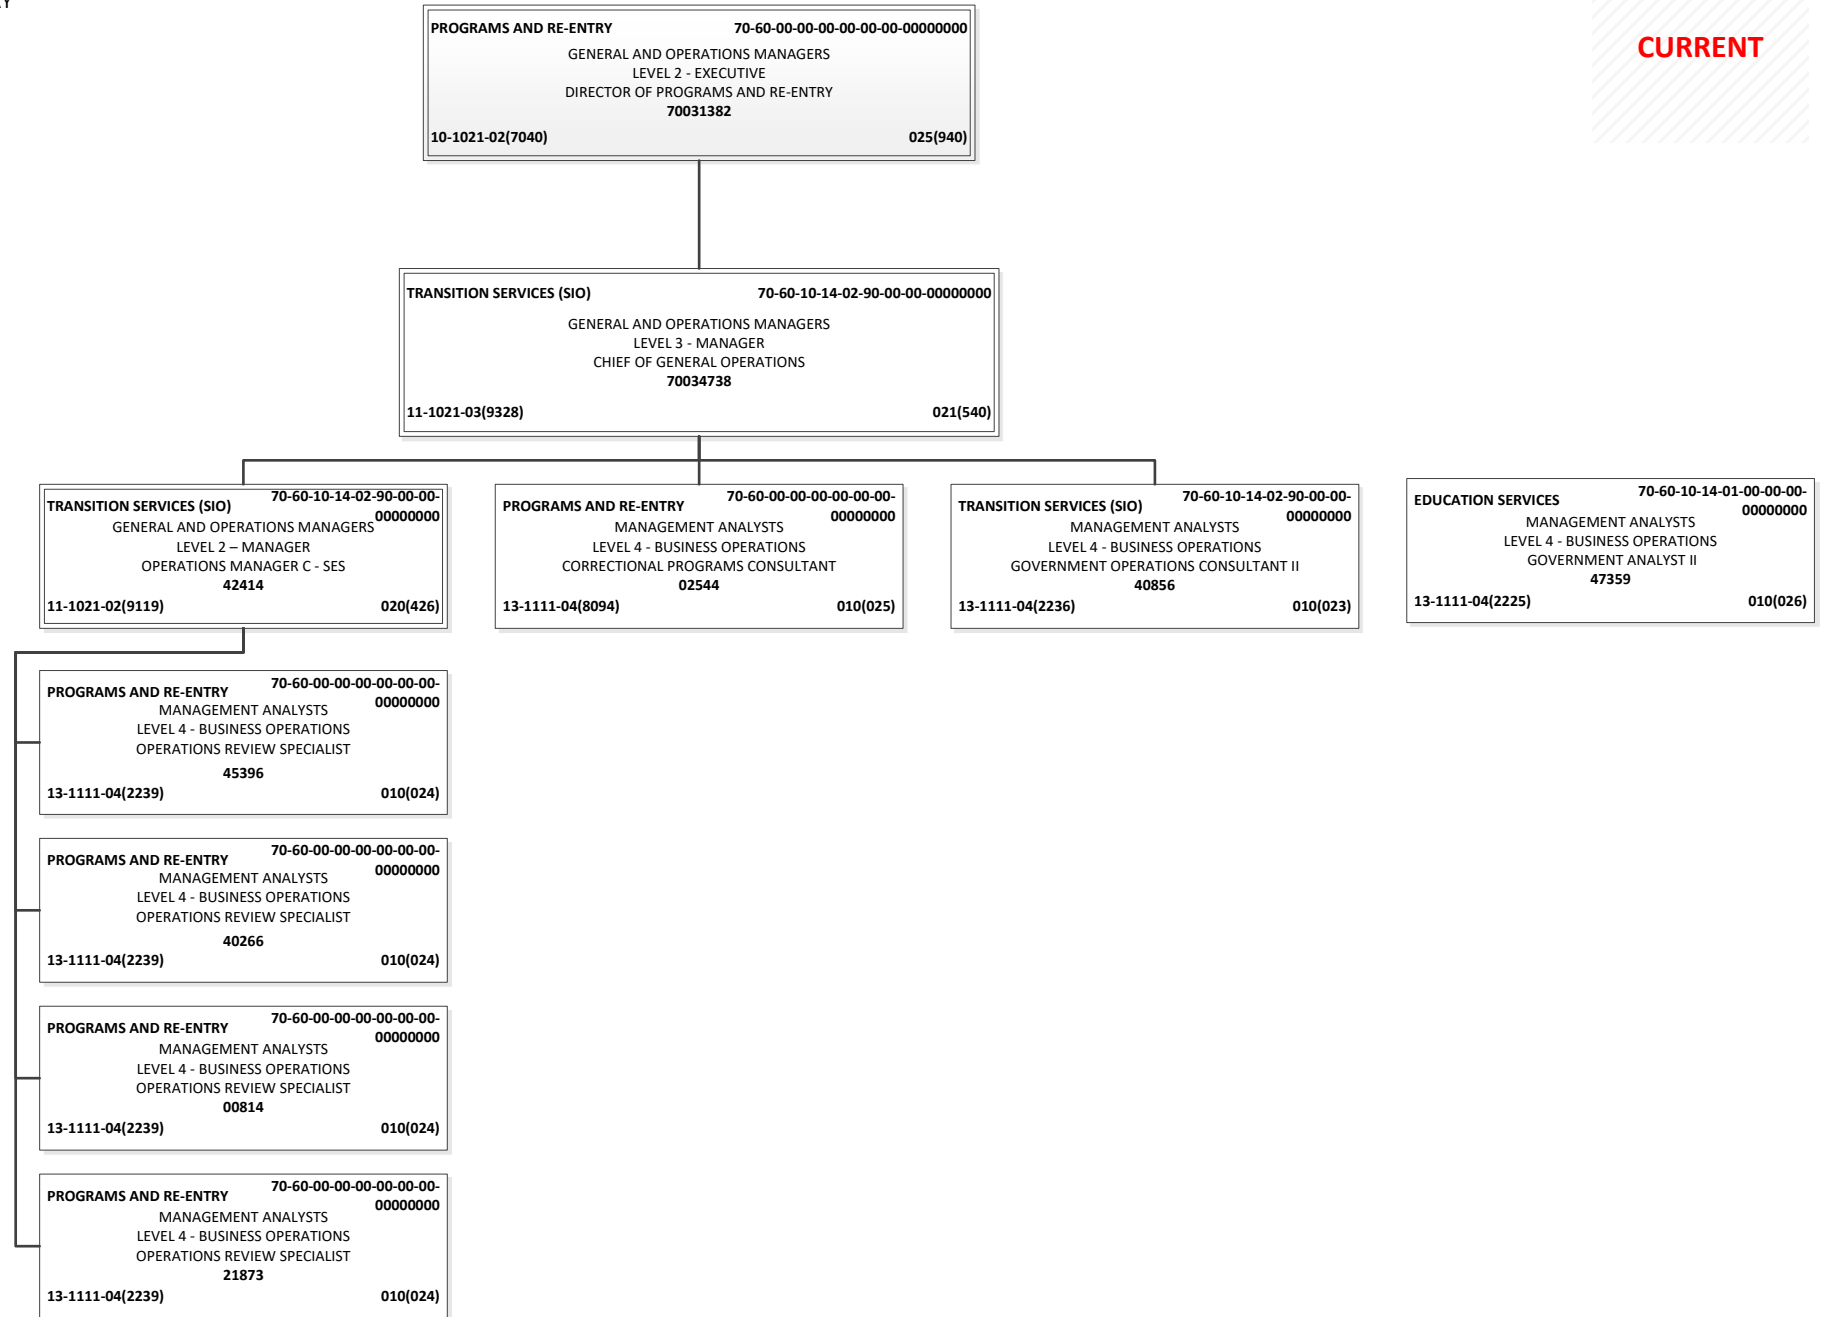 CURRENT
PROGRAMS AND RE-ENTRY 70-60-00-00-00-00-00-00000000
GENERAL AND OPERATIONS MANAGERS
LEVEL 2 - EXECUTIVE
DIRECTOR OF PROGRAMS AND RE-ENTRY
70031382
10-1021-02(7040) 025(940)
TRANSITION SERVICES (SIO) 70-60-10-14-02-90-00-00-00000000
GENERAL AND OPERATIONS MANAGERS
LEVEL 3 - MANAGER
CHIEF OF GENERAL OPERATIONS
70034738
11-1021-03(9328) 021(540)
TRANSITION SERVICES (SIO) 70-60-10-14-02-90-00-00-
00000000
GENERAL AND OPERATIONS MANAGERS
LEVEL 2 – MANAGER
OPERATIONS MANAGER C - SES
42414
11-1021-02(9119) 020(426)
PROGRAMS AND RE-ENTRY 70-60-00-00-00-00-00-00-
00000000
MANAGEMENT ANALYSTS
LEVEL 4 - BUSINESS OPERATIONS
CORRECTIONAL PROGRAMS CONSULTANT
02544
13-1111-04(8094) 010(025)
TRANSITION SERVICES (SIO) 70-60-10-14-02-90-00-00-
00000000
MANAGEMENT ANALYSTS
LEVEL 4 - BUSINESS OPERATIONS
GOVERNMENT OPERATIONS CONSULTANT II
40856
13-1111-04(2236) 010(023)
EDUCATION SERVICES 70-60-10-14-01-00-00-00-
00000000
MANAGEMENT ANALYSTS
LEVEL 4 - BUSINESS OPERATIONS
GOVERNMENT ANALYST II
47359
13-1111-04(2225) 010(026)
PROGRAMS AND RE-ENTRY 70-60-00-00-00-00-00-00-
00000000
MANAGEMENT ANALYSTS
LEVEL 4 - BUSINESS OPERATIONS
OPERATIONS REVIEW SPECIALIST
45396
13-1111-04(2239) 010(024)
PROGRAMS AND RE-ENTRY 70-60-00-00-00-00-00-00-
00000000
MANAGEMENT ANALYSTS
LEVEL 4 - BUSINESS OPERATIONS
OPERATIONS REVIEW SPECIALIST
40266
13-1111-04(2239) 010(024)
PROGRAMS AND RE-ENTRY 70-60-00-00-00-00-00-00-
00000000
MANAGEMENT ANALYSTS
LEVEL 4 - BUSINESS OPERATIONS
OPERATIONS REVIEW SPECIALIST
00814
13-1111-04(2239) 010(024)
PROGRAMS AND RE-ENTRY 70-60-00-00-00-00-00-00-
00000000
MANAGEMENT ANALYSTS
LEVEL 4 - BUSINESS OPERATIONS
OPERATIONS REVIEW SPECIALIST
21873
13-1111-04(2239) 010(024)